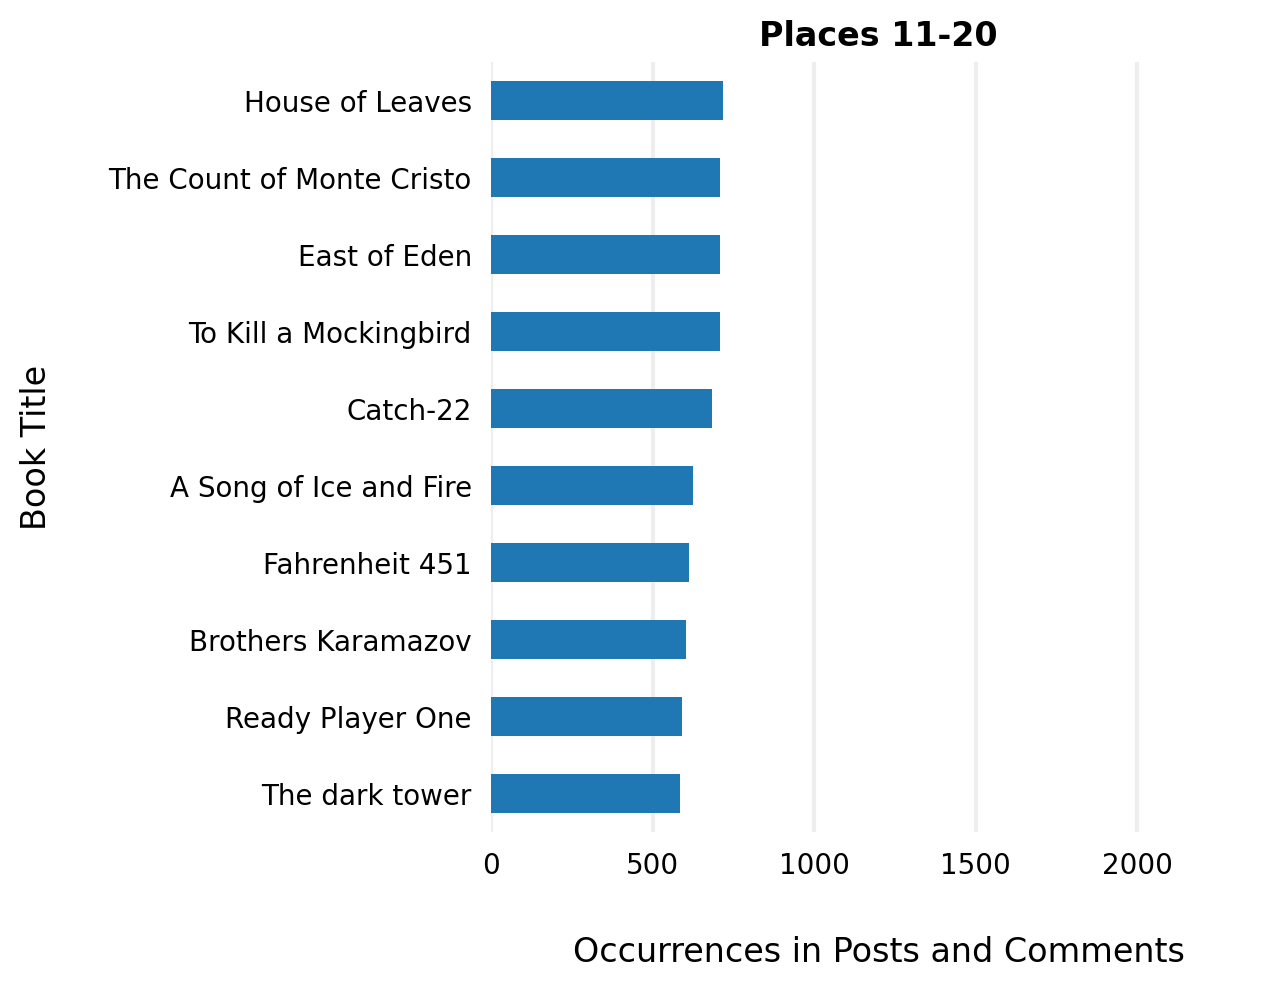 Places 11-20
House of Leaves
The Count of Monte Cristo
East of Eden
To Kill a Mockingbird
Catch-22
A Song of Ice and Fire
Fahrenheit 451
Brothers Karamazov
Ready Player One
The dark tower
Book Title
0 500 1000 1500 2000
Occurrences in Posts and Comments